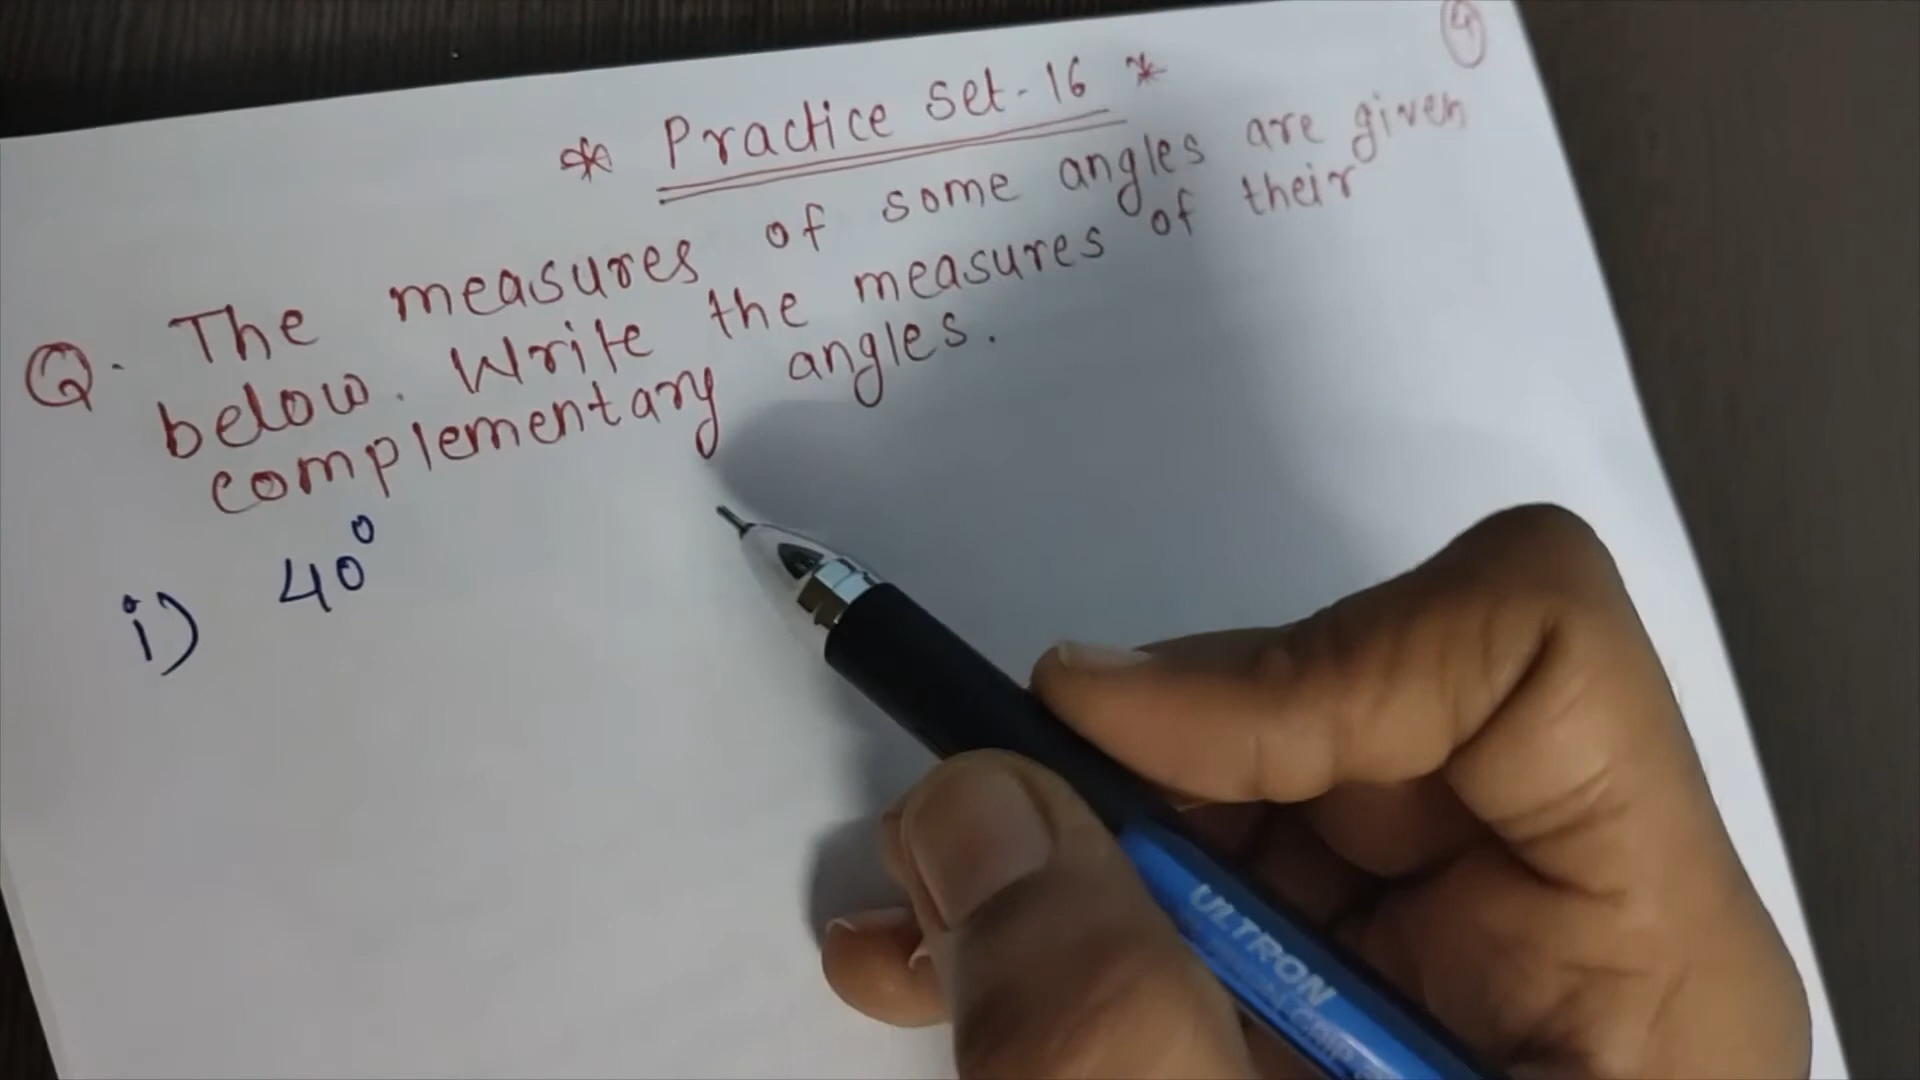 4
* Practice Set-16 *
Q. The measures of some angles are given
below. Write the measures of their
complementary angles.
i) 40°
ULTRON